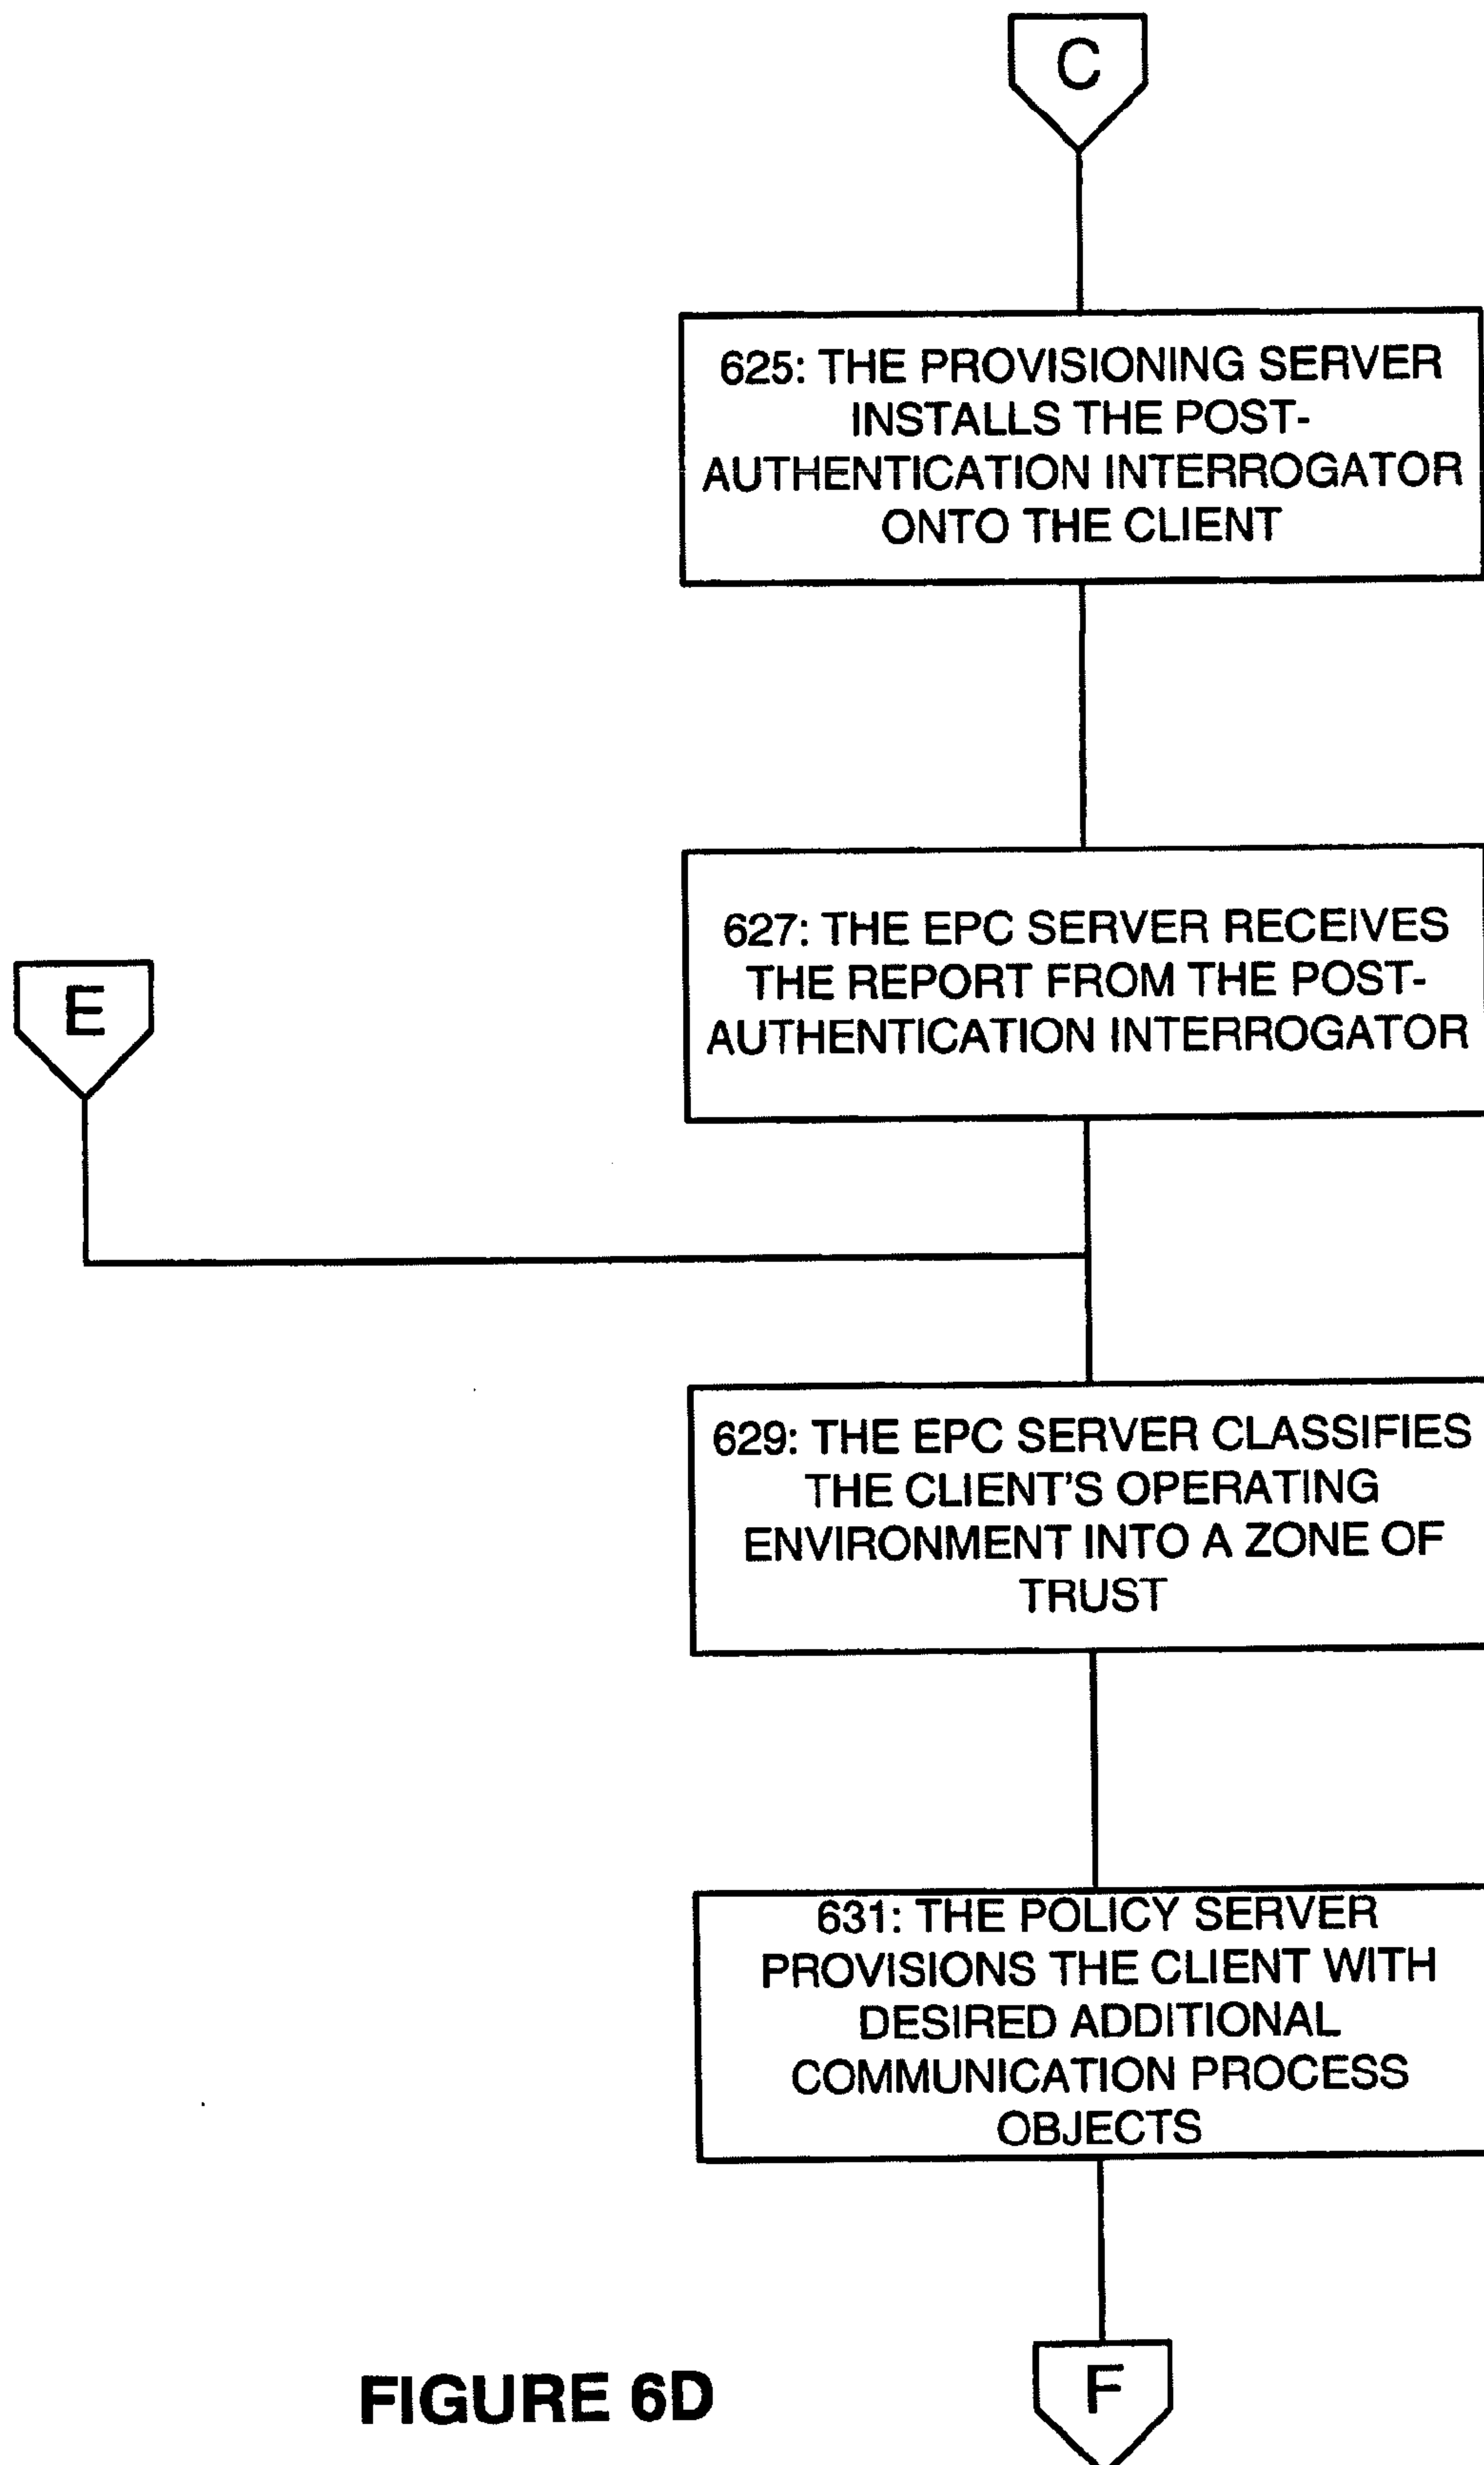 C
625: THE PROVISIONING SERVER
INSTALLS THE POST-
AUTHENTICATION INTERROGATOR
ONTO THE CLIENT
627: THE EPC SERVER RECEIVES
THE REPORT FROM THE POST-
AUTHENTICATION INTERROGATOR
E
629: THE EPC SERVER CLASSIFIES
THE CLIENT'S OPERATING
ENVIRONMENT INTO A ZONE OF
TRUST
631: THE POLICY SERVER
PROVISIONS THE CLIENT WITH
DESIRED ADDITIONAL
COMMUNICATION PROCESS
OBJECTS
FIGURE 6D
F